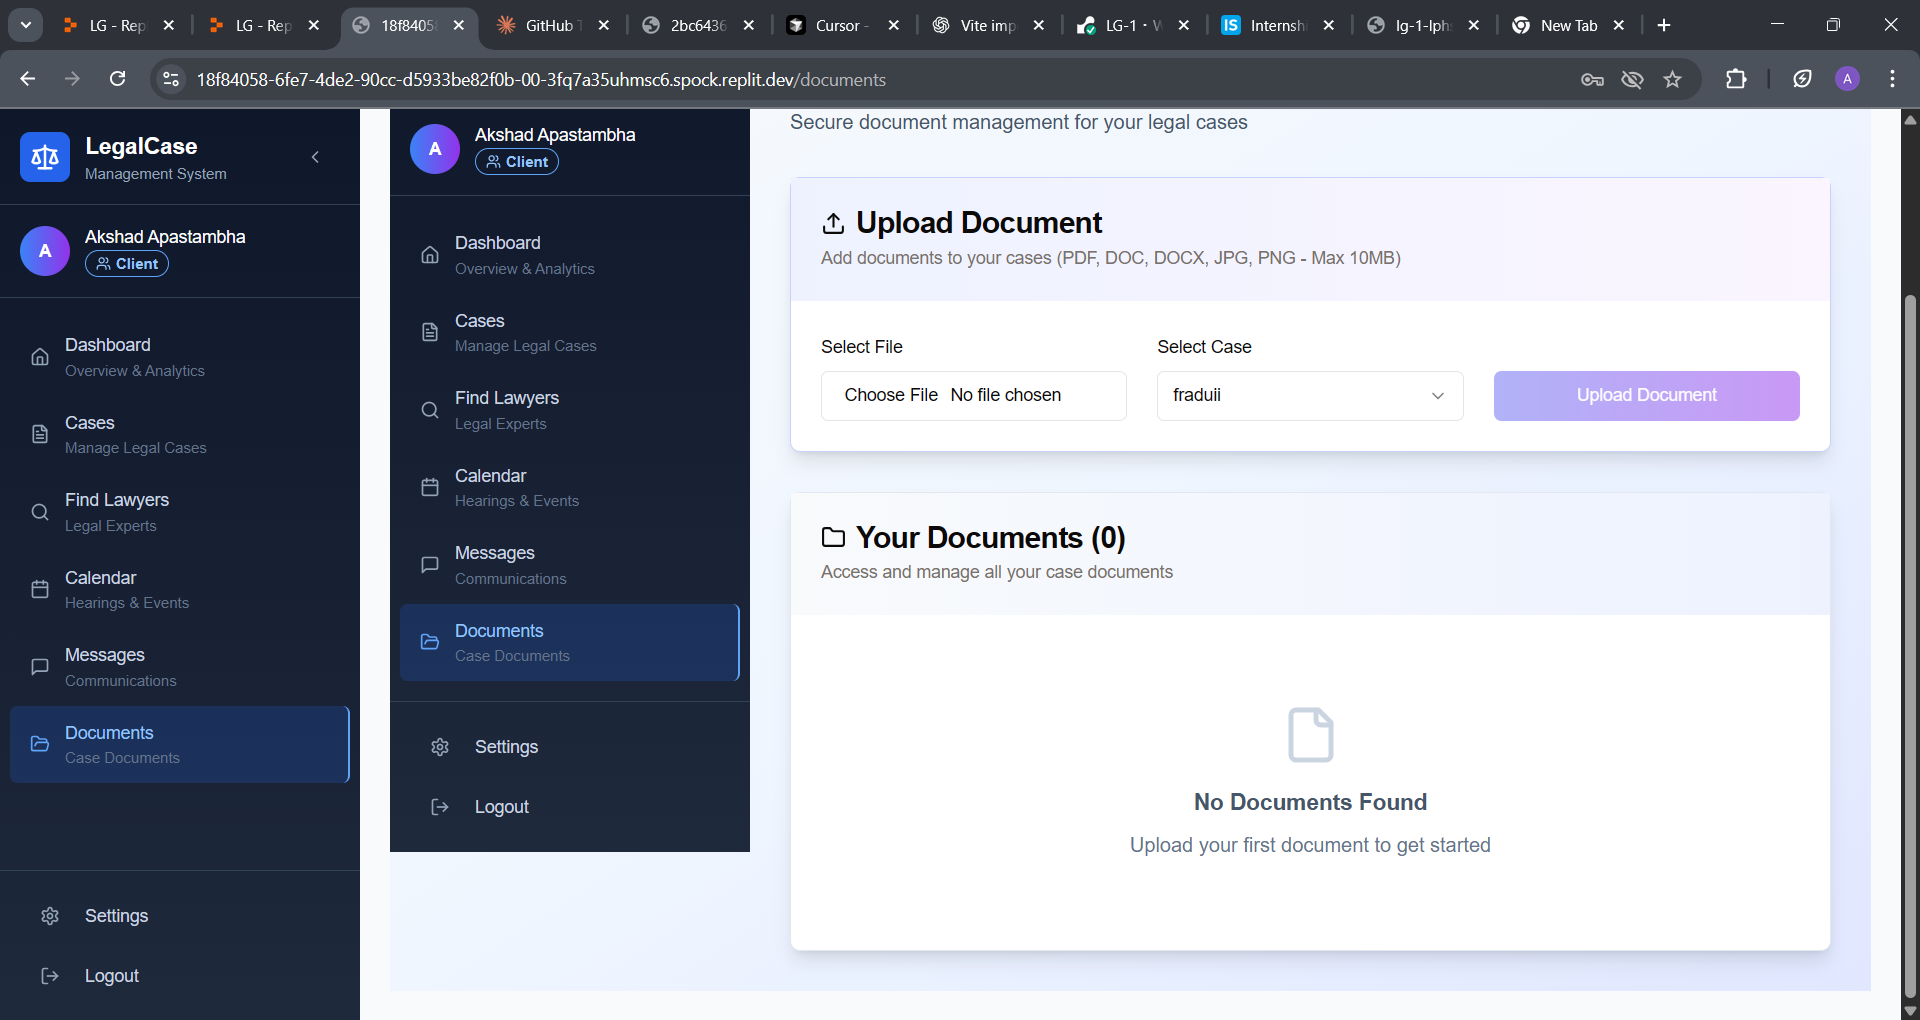 LG - Rep
LG - Rep
18f8405
GitHub T
2bc6436
Cursor -
Vite imp
LG-1 · W
IS
Internshi
lg-1-lph
New Tab
18f84058-6fe7-4de2-90cc-d5933be82f0b-00-3fq7a35uhmsc6.spock.replit.dev/documents
A
LegalCase
Management System
A
Akshad Apastambha
Client
Dashboard
Overview & Analytics
Cases
Manage Legal Cases
Find Lawyers
Legal Experts
Calendar
Hearings & Events
Messages
Communications
Documents
Case Documents
Settings
Logout
A
Akshad Apastambha
Client
Dashboard
Overview & Analytics
Cases
Manage Legal Cases
Find Lawyers
Legal Experts
Calendar
Hearings & Events
Messages
Communications
Documents
Case Documents
Settings
Logout
Secure document management for your legal cases
Upload Document
Add documents to your cases (PDF, DOC, DOCX, JPG, PNG - Max 10MB)
Select File
Select Case
Choose File No file chosen
fraduii
Upload Document
Your Documents (0)
Access and manage all your case documents
No Documents Found
Upload your first document to get started